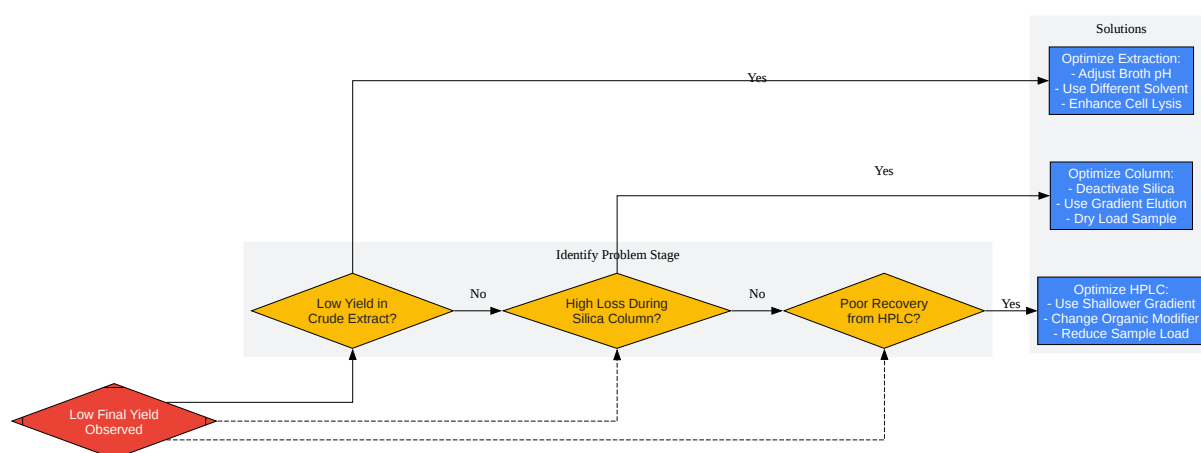 Solutions
Optimize Extraction:
- Adjust Broth pH
- Use Different Solvent
- Enhance Cell Lysis
Yes
Optimize Column:
- Deactivate Silica
- Use Gradient Elution
- Dry Load Sample
Yes
Identify Problem Stage
Low Yield in
Crude Extract?
No
High Loss During
Silica Column?
No
Poor Recovery
from HPLC?
Yes
Optimize HPLC:
- Use Shallower Gradient
- Change Organic Modifier
- Reduce Sample Load
Low Final Yield
Observed